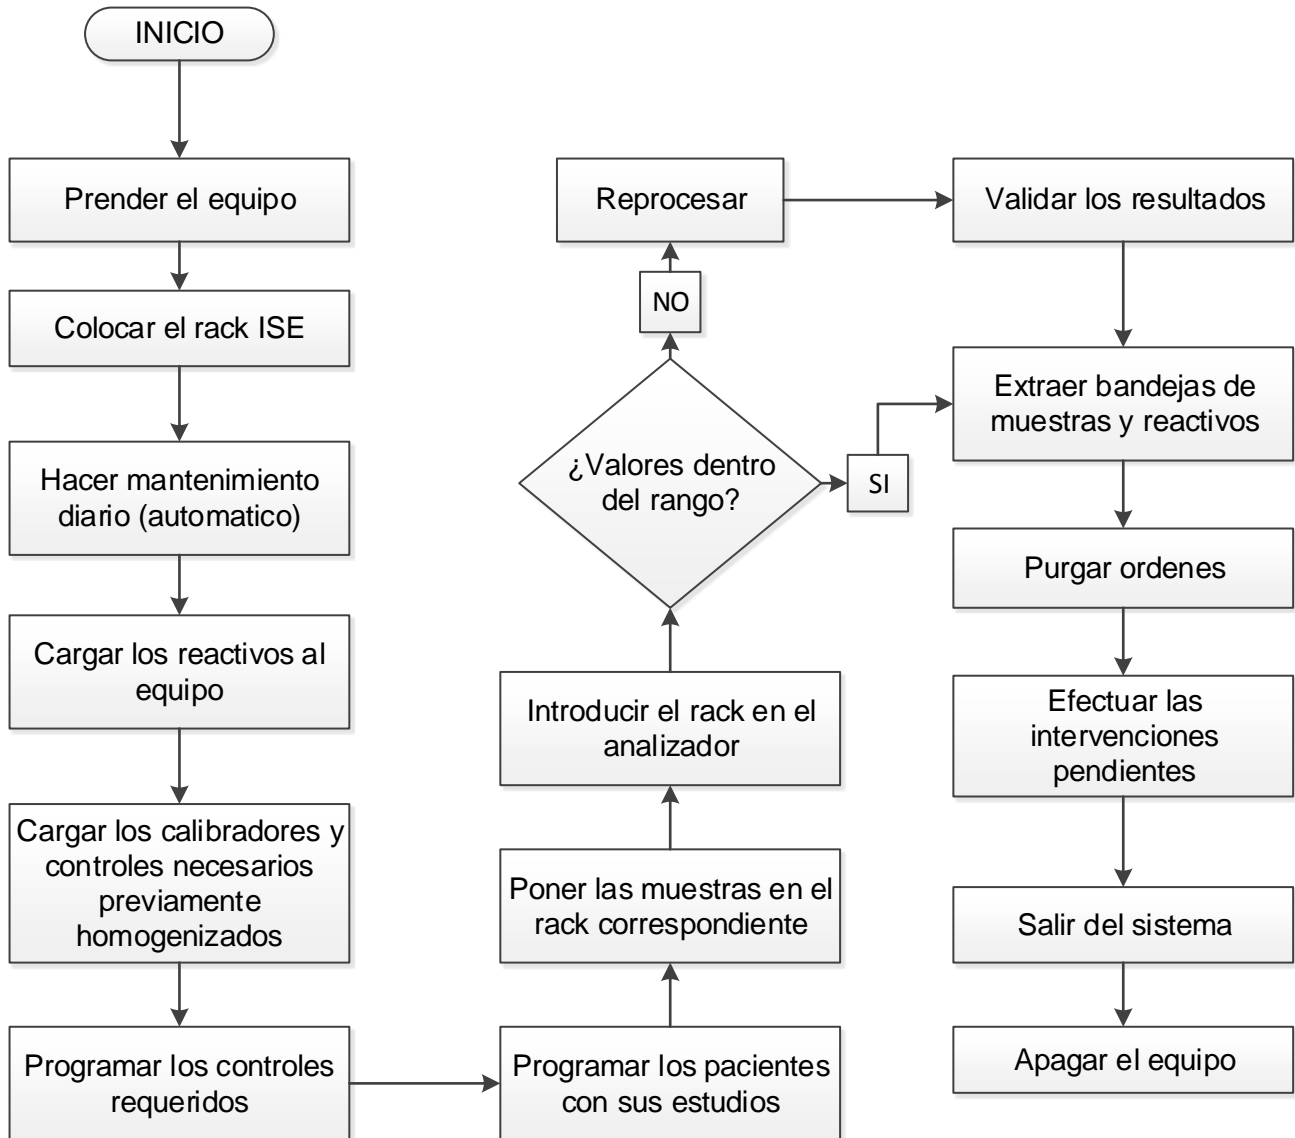 INICIO
Prender el equipo
Colocar el rack ISE
Hacer mantenimiento
diario (automatico)
Cargar los reactivos al
equipo
Cargar los calibradores y
controles necesarios
previamente
homogenizados
Programar los controles
requeridos
Programar los pacientes
con sus estudios
Poner las muestras en el
rack correspondiente
Introducir el rack en el
analizador
¿Valores dentro
del rango?
NO
Reprocesar
SI
Validar los resultados
Extraer bandejas de
muestras y reactivos
Purgar ordenes
Efectuar las
intervenciones
pendientes
Salir del sistema
Apagar el equipo